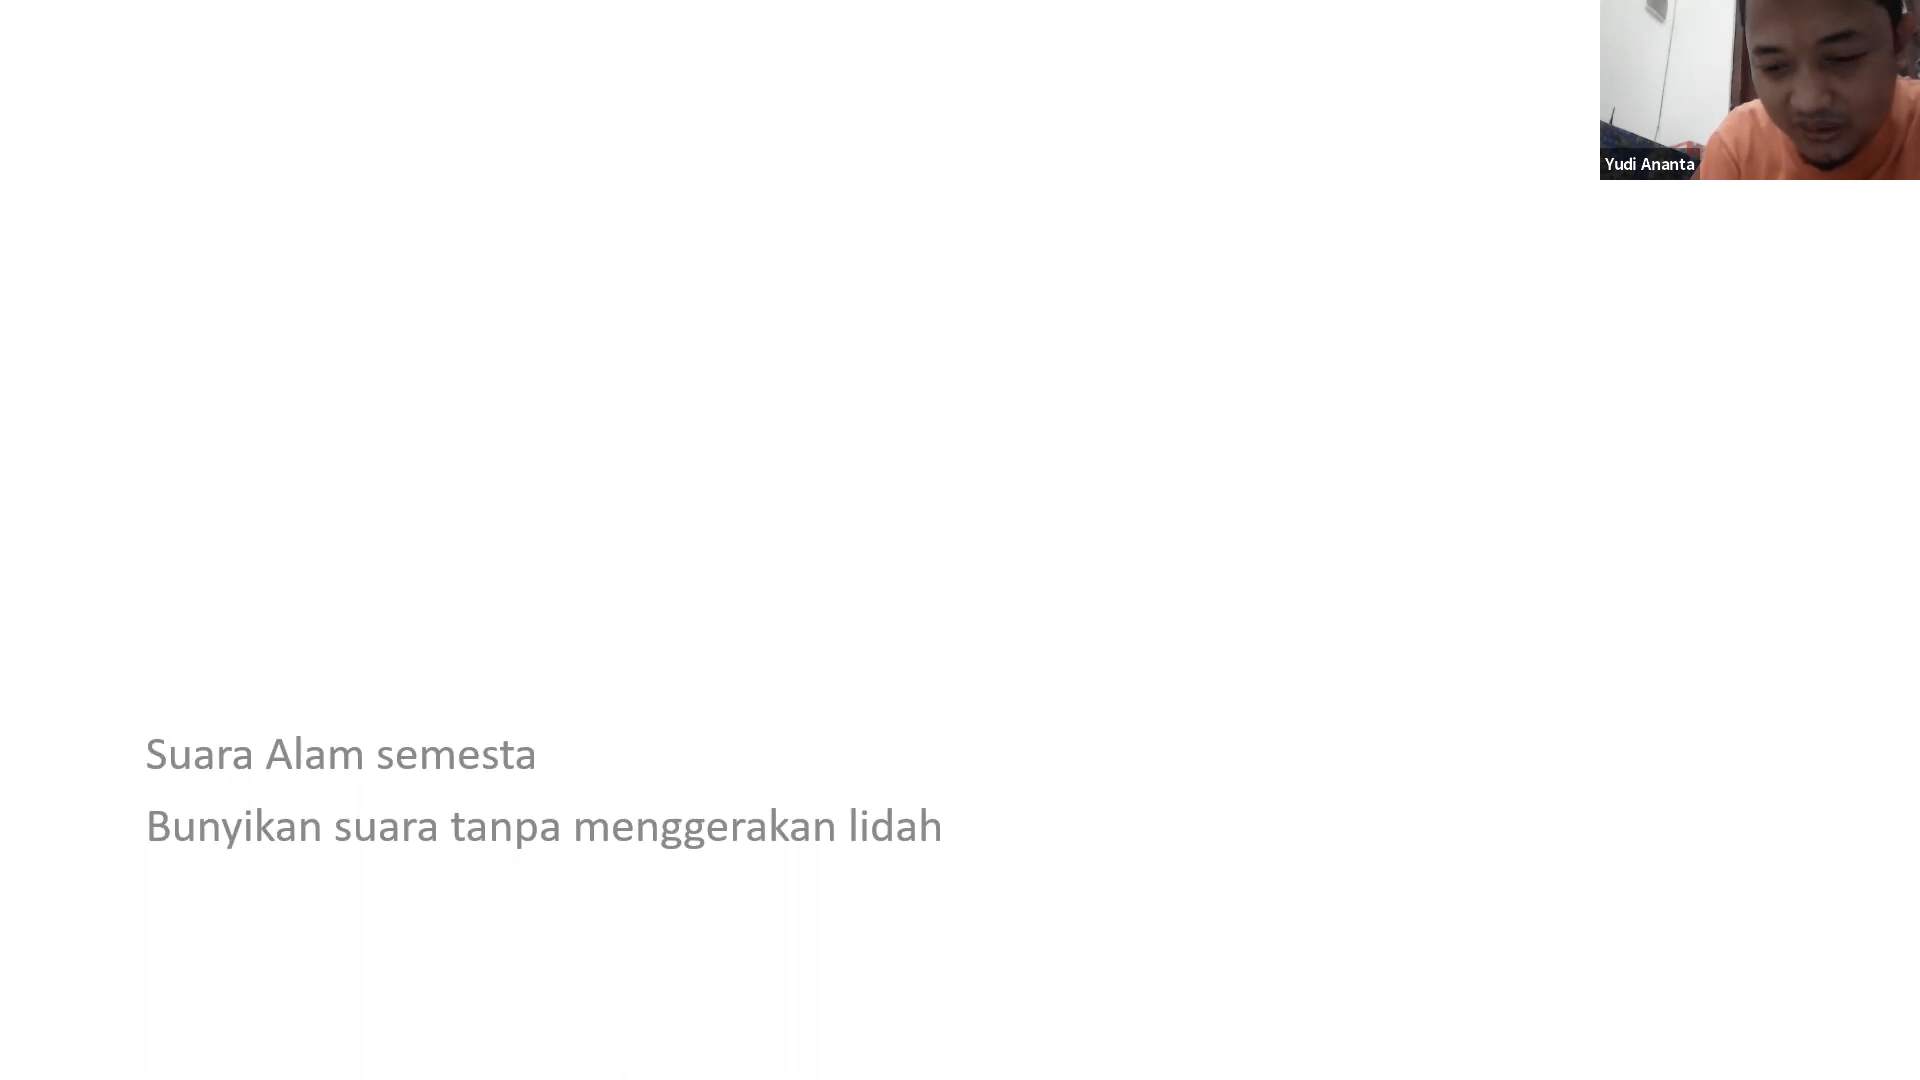 Yudi Ananta
Suara Alam semesta
Bunyikan suara tanpa menggerakan lidah